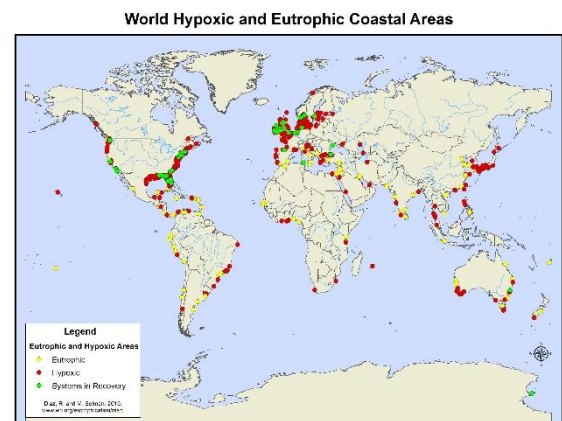 World Hypoxic and Eutrophic Coastal Areas
Legend
Eutrophic and Hypoxic Areas
Eutrophic
Hypoxic
Systems in Recovery
Diaz, R. and M. Selman, 2010.